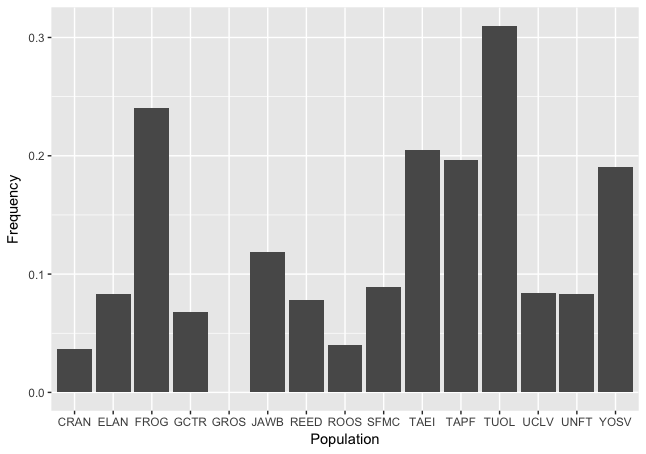 Frequency
0.3
0.2
0.1
0.0
CRAN ELAN FROG GCTR GROS JAWB REED ROOS SFMC TAEI TAPF TUOL UCLV UNFT YOSV
Population